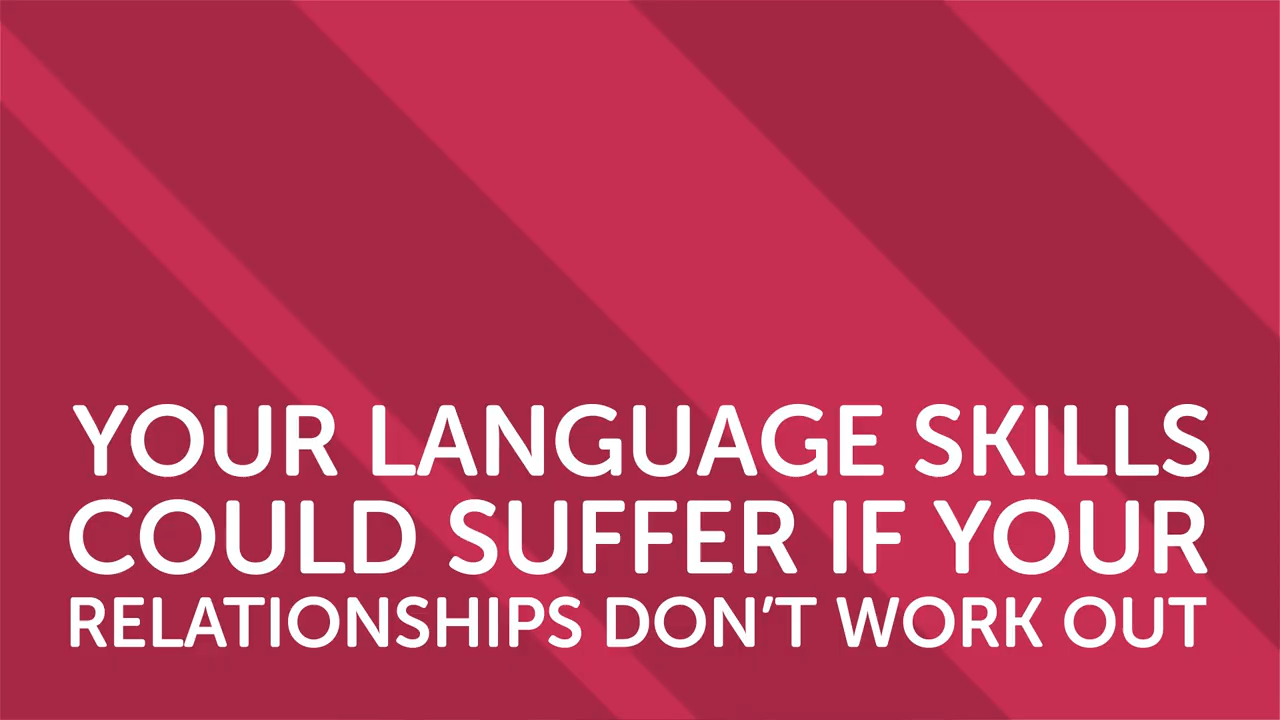 YOUR LANGUAGE SKILLS
COULD SUFFER IF YOUR
RELATIONSHIPS DON’T WORK OUT